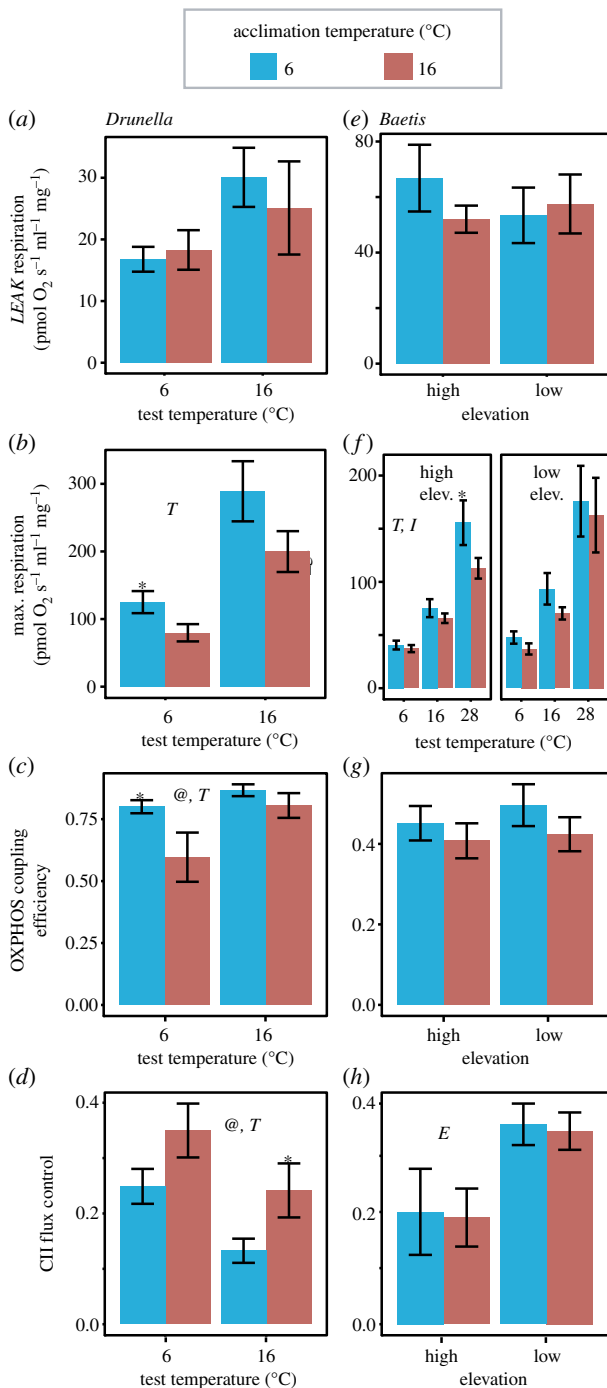 acclimation temperature (°C)
6 16
(a) Drunella
LEAK respiration
(pmol O₂ s⁻¹ ml⁻¹ mg⁻¹)
30
20
10
0
6 16
test temperature (°C)
(e) Baetis
80
60
40
0
high low
elevation
(b)
max. respiration
(pmol O₂ s⁻¹ ml⁻¹ mg⁻¹)
300
200
100
0
T
*
6 16
test temperature (°C)
(f)
200
100
0
high
elev.
*
T, I
low
elev.
6 16 28 6 16 28
test temperature (°C)
(c)
OXPHOS coupling
efficiency
0.75
0.50
0.25
0.00
* @, T
6 16
test temperature (°C)
(g)
0.4
0.2
0.0
high low
elevation
(d)
CII flux control
0.4
0.2
0.0
@, T
*
6 16
test temperature (°C)
(h)
0.4
0.2
0.0
E
high low
elevation